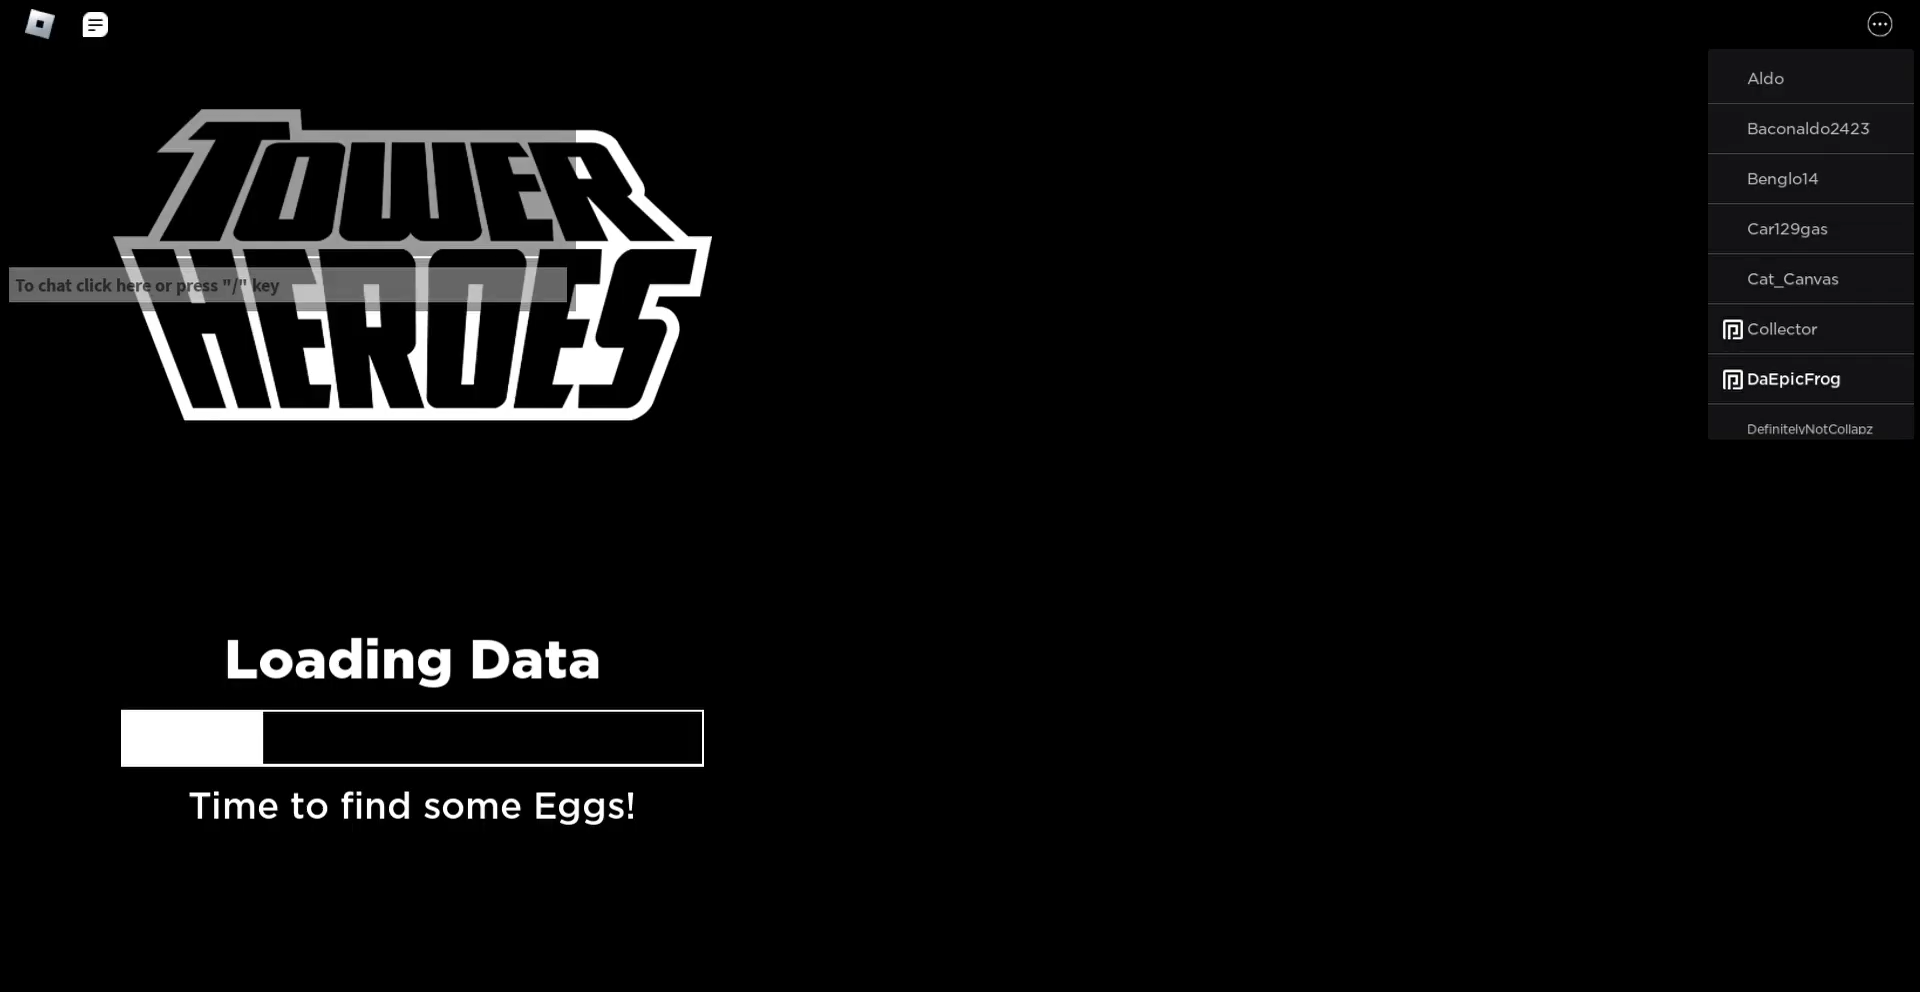 TOWER
HEROES
To chat click here or press "/" key
Loading Data
Time to find some Eggs!
Aldo
Baconaldo2423
Benglo14
Car129gas
Cat_Canvas
Collector
DaEpicFrog
DefinitelyNotCollapz